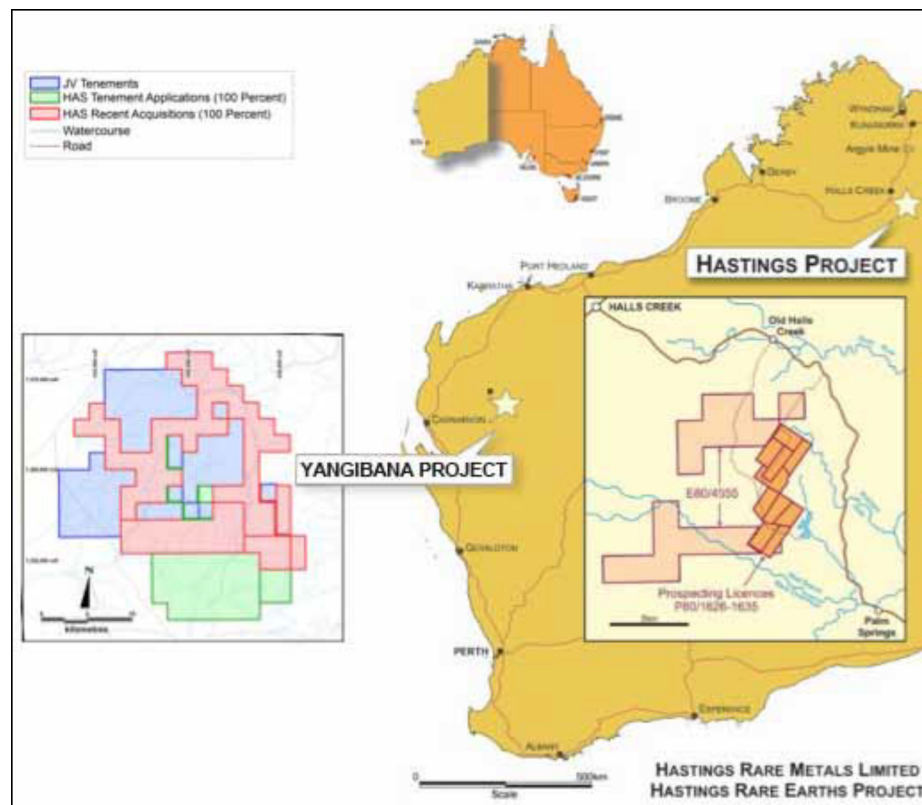 JV Tenements
HAS Tenement Applications (100 Percent)
HAS Recent Acquisitions (100 Percent)
Watercourse
Road
WYNDHAM
KUNUNURRA
Argyle Mine
DERBY
HALLS CREEK
BROOME
HASTINGS PROJECT
PORT HEDLAND
KARRATHA
HALLS CREEK
Old Halls
Creek
CARNARVON
YANGIBANA PROJECT
E80/4555
GERALDTON
Prospecting Licences
P80/1626-1635
5km
Palm
Springs
N
kilometres
PERTH
ESPERANCE
ALBANY
0 500km
Scale
HASTINGS RARE METALS LIMITED
HASTINGS RARE EARTHS PROJECT